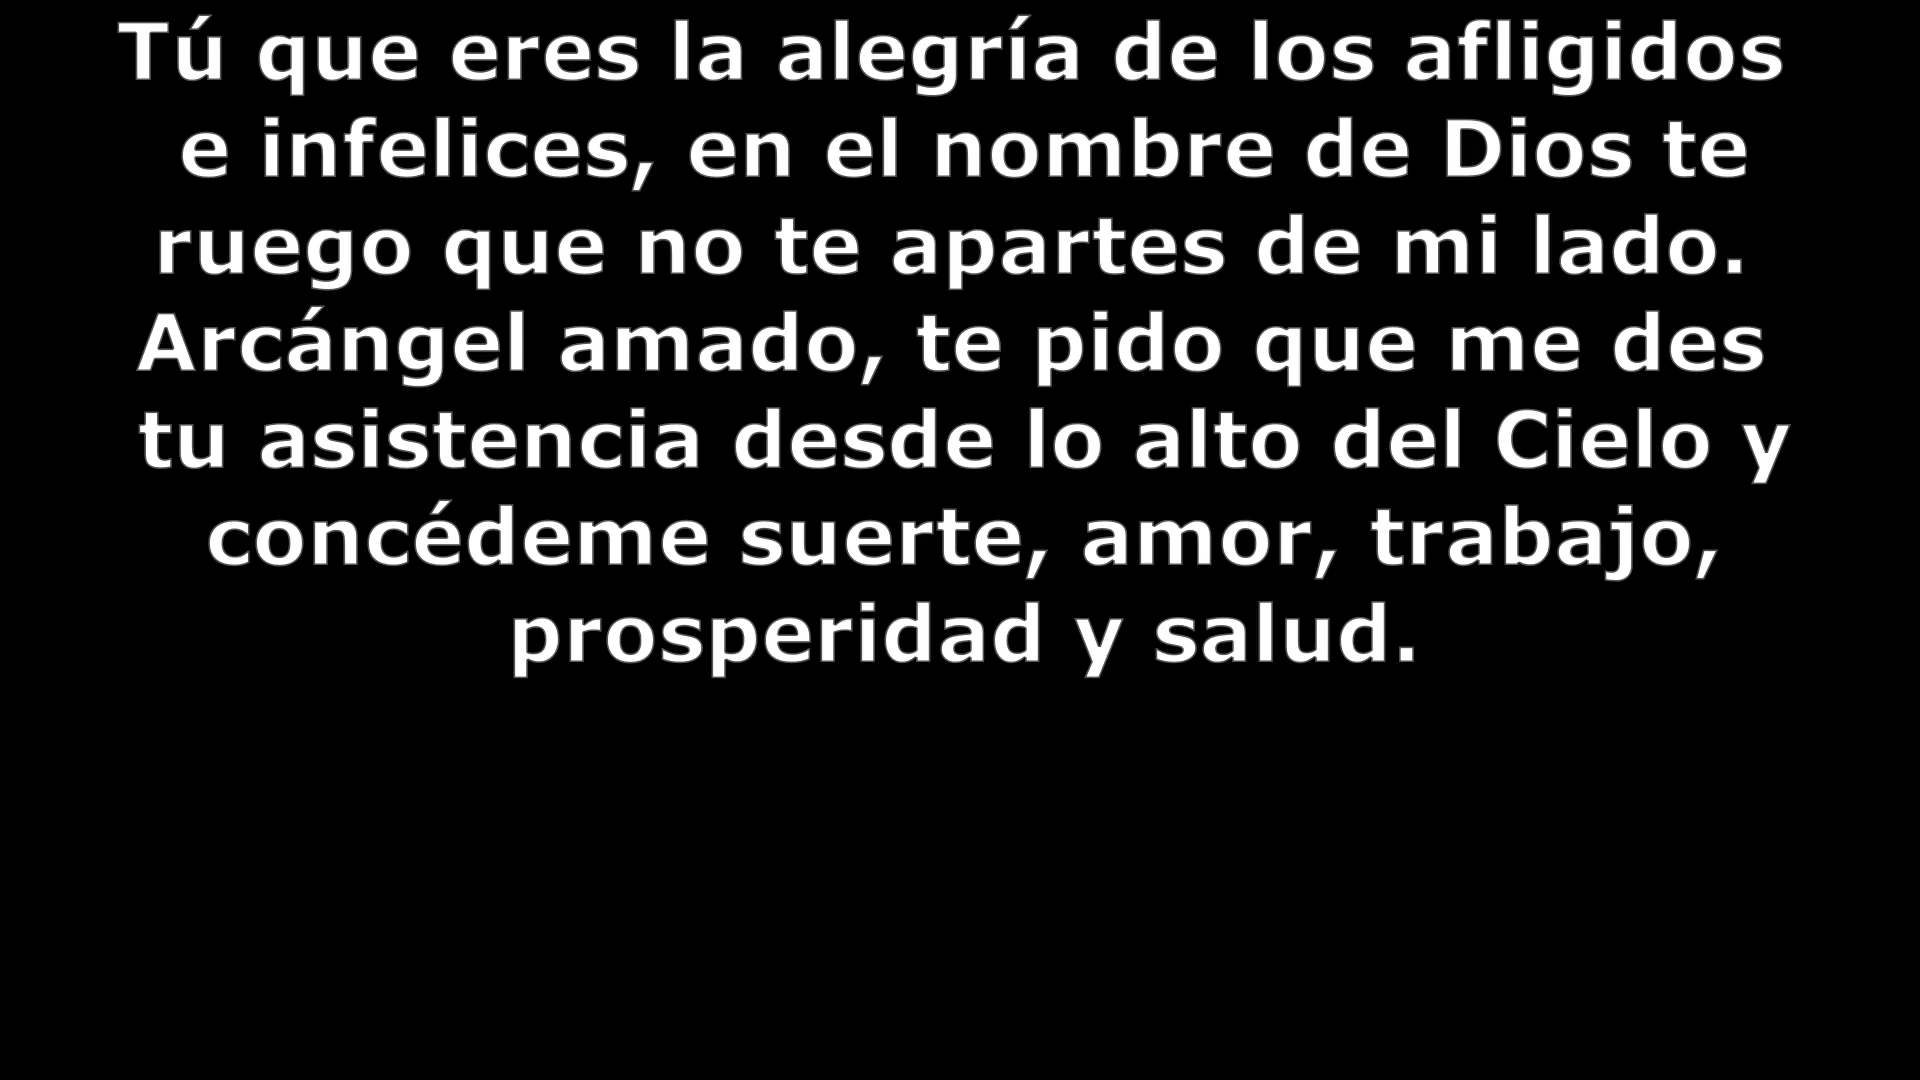 Tú que eres la alegría de los afligidos
e infelices, en el nombre de Dios te
ruego que no te apartes de mi lado.
Arcángel amado, te pido que me des
tu asistencia desde lo alto del Cielo y
concédeme suerte, amor, trabajo,
prosperidad y salud.